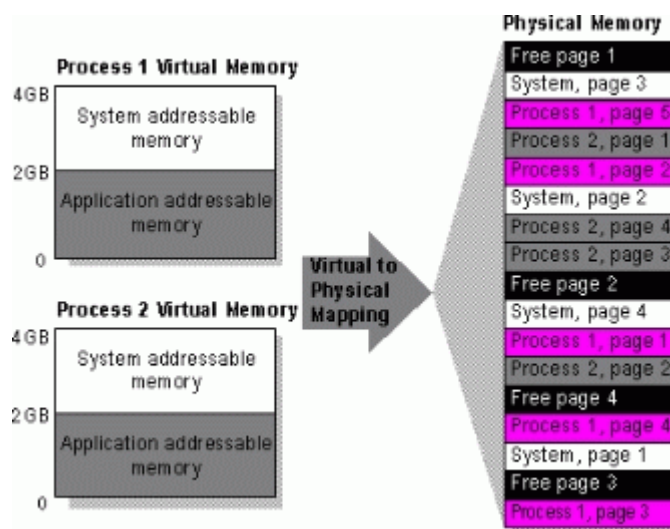 Physical Memory
Process 1 Virtual Memory
4GB
System addressable
memory
2GB
Application addressable
memory
0
Process 2 Virtual Memory
4GB
System addressable
memory
2GB
Application addressable
memory
0
Virtual to
Physical
Mapping
Free page 1
System, page 3
Process 1, page 5
Process 2, page 1
Process 1, page 2
System, page 2
Process 2, page 4
Process 2, page 3
Free page 2
System, page 4
Process 1, page 1
Process 2, page 2
Free page 4
Process 1, page 4
System, page 1
Free page 3
Process 1, page 3